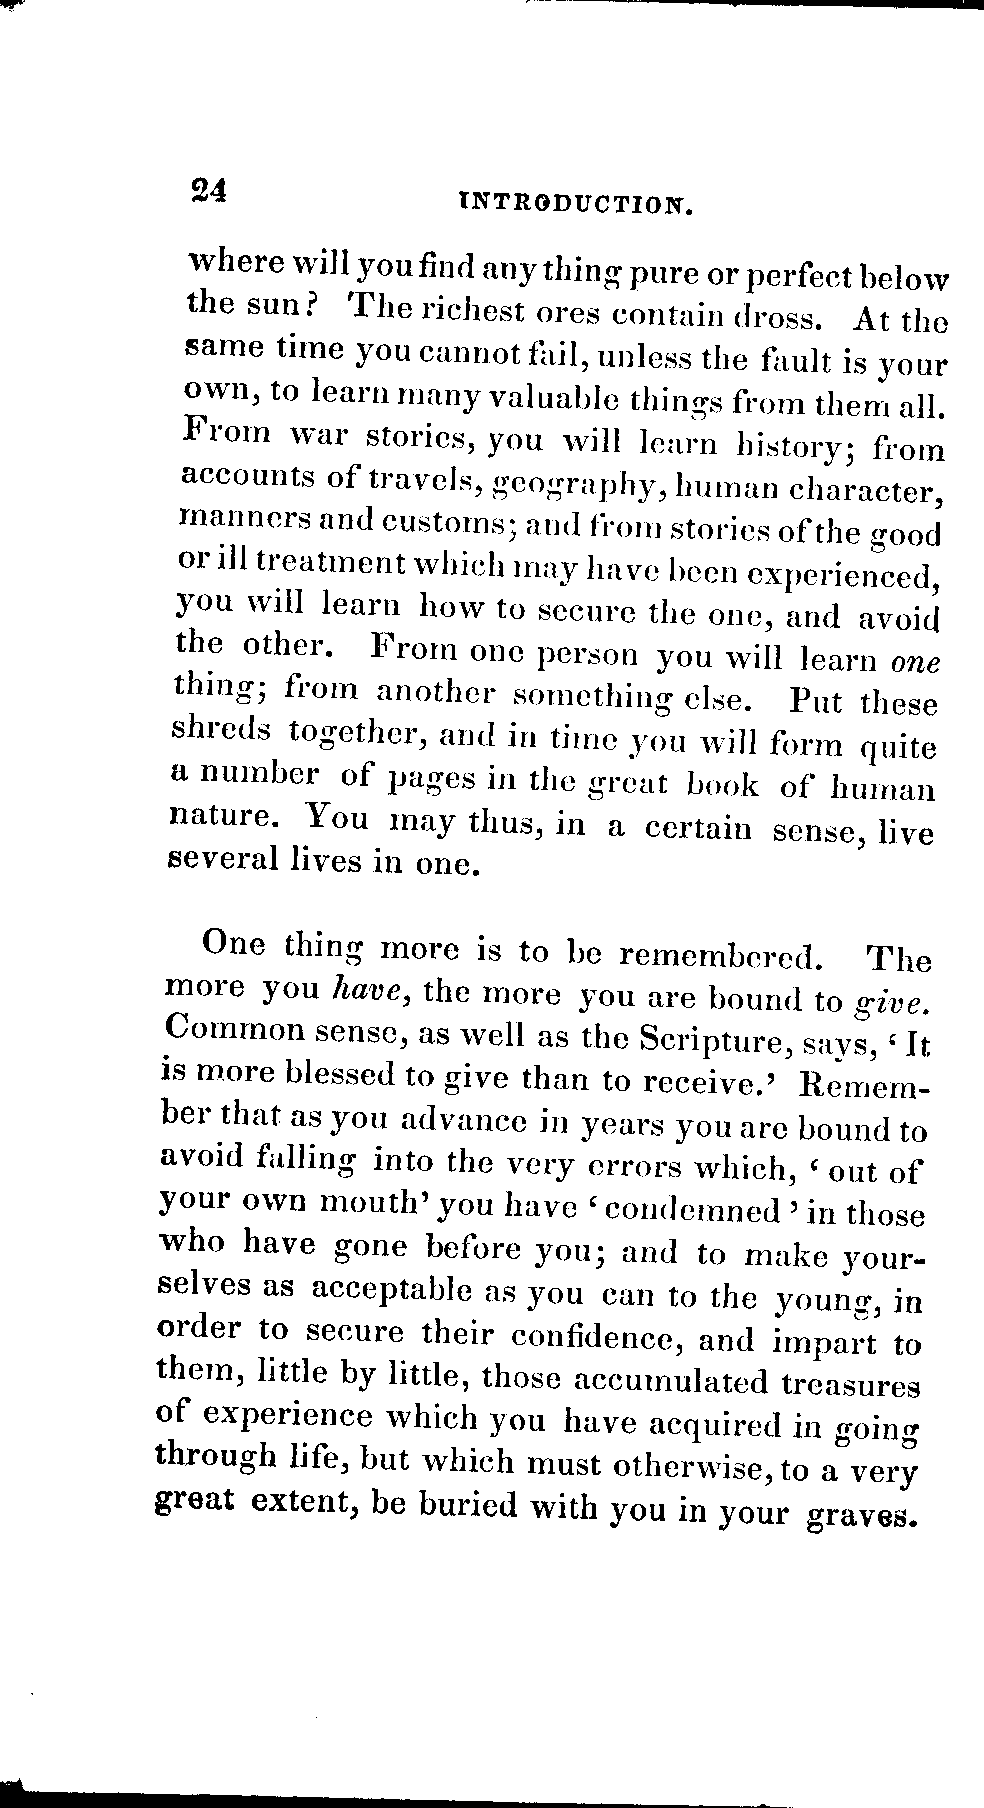 24 INTRODUCTION.
where will you find any thing pure or perfect below
the sun? The richest ores contain dross. At the
same time you cannot fail, unless the fault is your
own, to learn many valuable things from them all.
From war stories, you will learn history; from
accounts of travels, geography, human character,
manners and customs; and from stories of the good
or ill treatment which may have been experienced,
you will learn how to secure the one, and avoid
the other. From one person you will learn one
thing; from another something else. Put these
shreds together, and in time you will form quite
a number of pages in the great book of human
nature. You may thus, in a certain sense, live
several lives in one.
One thing more is to be remembered. The
more you have, the more you are bound to give.
Common sense, as well as the Scripture, says, ‘It
is more blessed to give than to receive.’ Remem-
ber that as you advance in years you are bound to
avoid falling into the very errors which, ‘out of
your own mouth’ you have ‘condemned’ in those
who have gone before you; and to make your-
selves as acceptable as you can to the young, in
order to secure their confidence, and impart to
them, little by little, those accumulated treasures
of experience which you have acquired in going
through life, but which must otherwise, to a very
great extent, be buried with you in your graves.